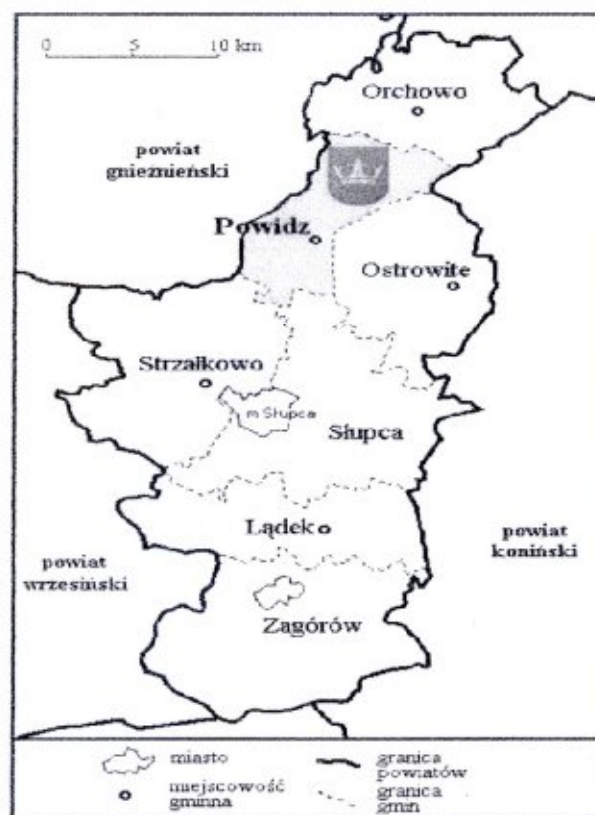 0 5 10 km
Orchowo
powiat
gnieźnieński
Powidz
Ostrowite
Strzałkowo
m Słupca
Słupca
Lądek
powiat
koniński
powiat
wrzesiński
Zagórów
miasto
granica
powiatów
miejscowość
gminna
granica
gmin